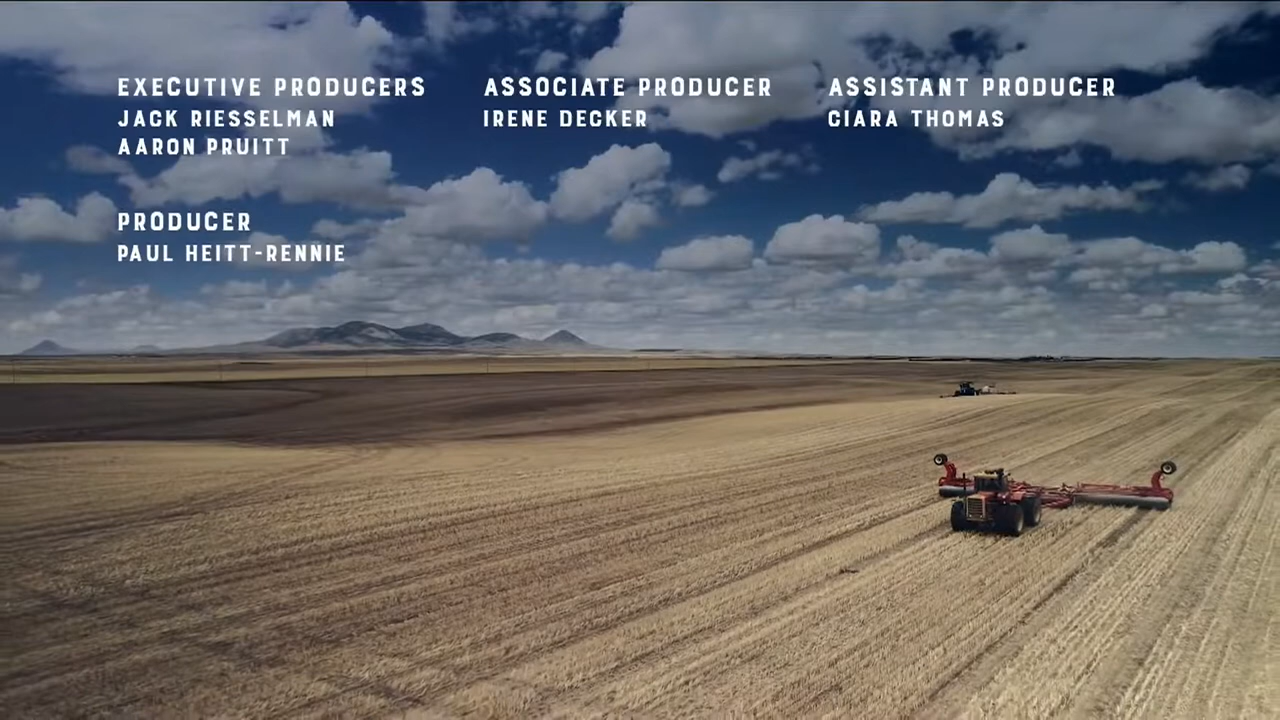 EXECUTIVE PRODUCERS
JACK RIESSELMAN
AARON PRUITT
PRODUCER
PAUL HEITT-RENNIE
ASSOCIATE PRODUCER
IRENE DECKER
ASSISTANT PRODUCER
CIARA THOMAS